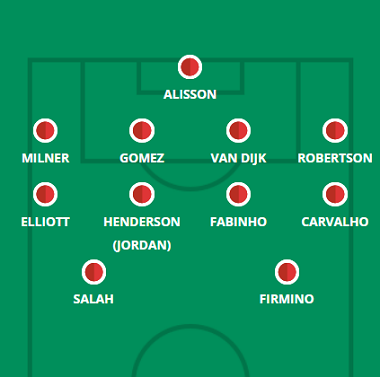 ALISSON
MILNER GOMEZ VAN DIJK ROBERTSON
ELLIOTT HENDERSON FABINHO CARVALHO
(JORDAN)
SALAH FIRMINO